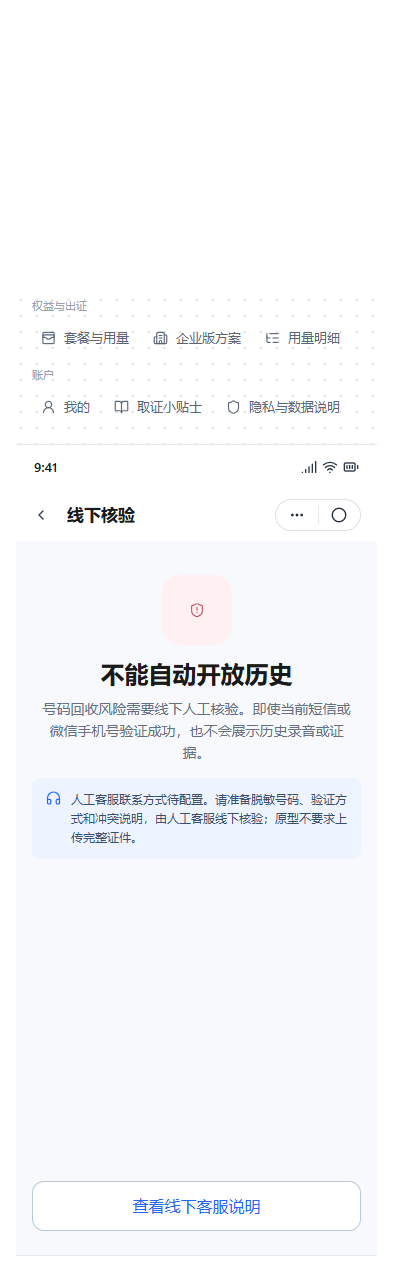 权益与出证
套餐与用量 企业版方案 用量明细
账户
我的 取证小贴士 隐私与数据说明
9:41
线下核验
不能自动开放历史
号码回收风险需要线下人工核验。即使当前短信或
微信手机号验证成功，也不会展示历史录音或证
据。
人工客服联系方式待配置。请准备脱敏号码、验证方
式和冲突说明，由人工客服线下核验；原型不要求上
传完整证件。
查看线下客服说明